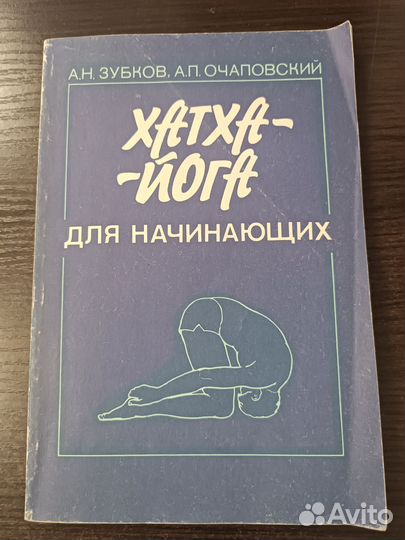 А.Н. ЗУБКОВ, А.П. ОЧАПОВСКИЙ
ХАТХА-
-ЙОГА
ДЛЯ НАЧИНАЮЩИХ
Avito